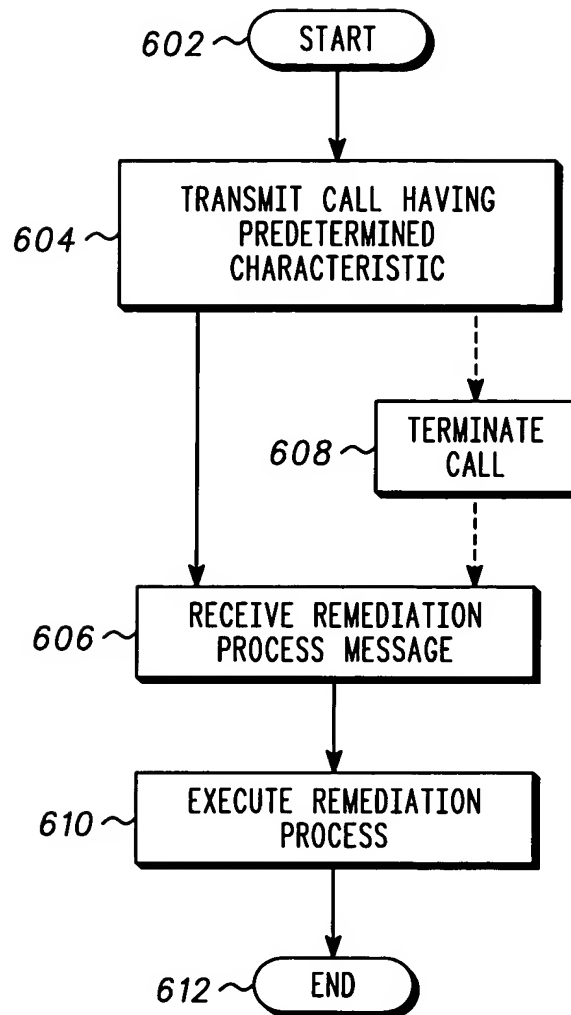 602
START
604
TRANSMIT CALL HAVING
PREDETERMINED
CHARACTERISTIC
608
TERMINATE
CALL
606
RECEIVE REMEDIATION
PROCESS MESSAGE
610
EXECUTE REMEDIATION
PROCESS
612
END